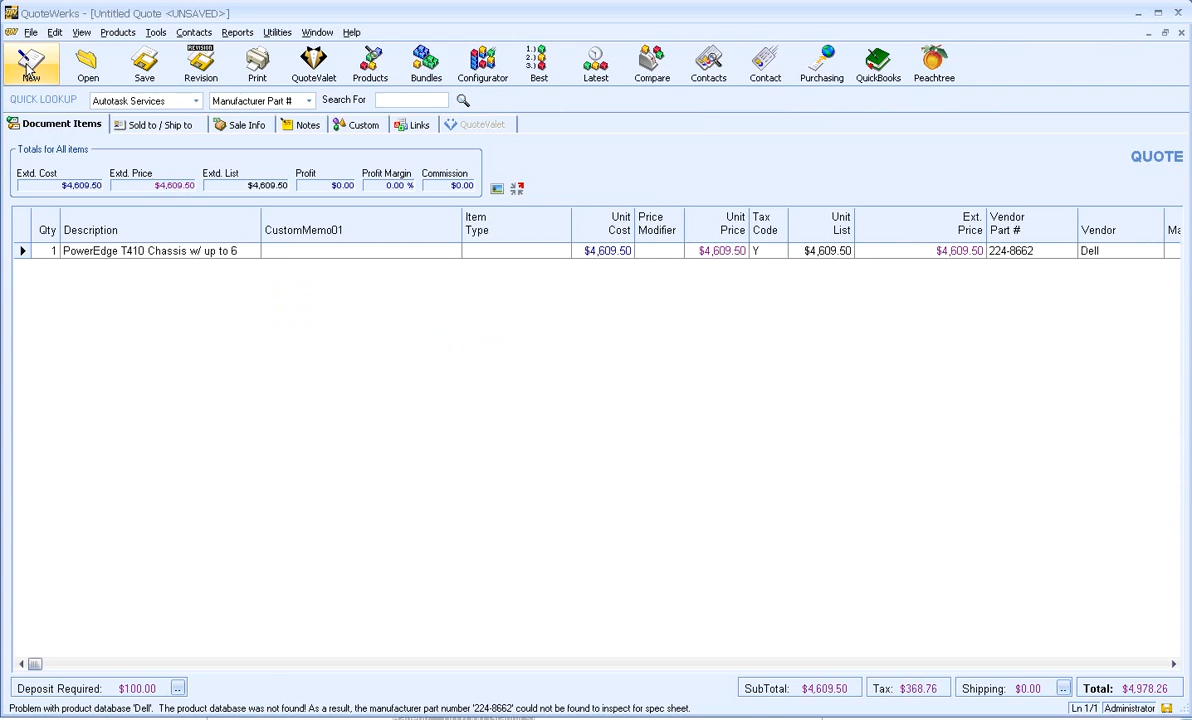 QuoteWerks - [Untitled Quote <UNSAVED>]
File Edit View Products Tools Contacts Reports Utilities Window Help
New Open Save REVISION Revision Print QuoteValet Products Bundles Configurator 1.) 2.) 3.) Best Latest Compare Contacts Contact Purchasing QuickBooks Peachtree
QUICK LOOKUP Autotask Services Manufacturer Part # Search For
Document Items Sold to / Ship to Sale Info Notes Custom Links QuoteValet
Totals for All items
QUOTE
Extd. Cost Extd. Price Extd. List Profit Profit Margin Commission
$4,609.50 $4,609.50 $4,609.50 $0.00 0.00 % $0.00
Qty Description CustomMemo01 Item Type Unit Cost Price Modifier Unit Price Tax Code Unit List Ext. Price Vendor Part # Vendor Ma
1 PowerEdge T410 Chassis w/ up to 6 $4,609.50 $4,609.50 Y $4,609.50 $4,609.50 224-8662 Dell
Deposit Required: $100.00 .. SubTotal: $4,609.50 Tax: $368.76 Shipping: $0.00 .. Total: $4,978.26
Problem with product database 'Dell'. The product database was not found! As a result, the manufacturer part number '224-8662' could not be found to inspect for spec sheet. Ln 1/1 Administrator